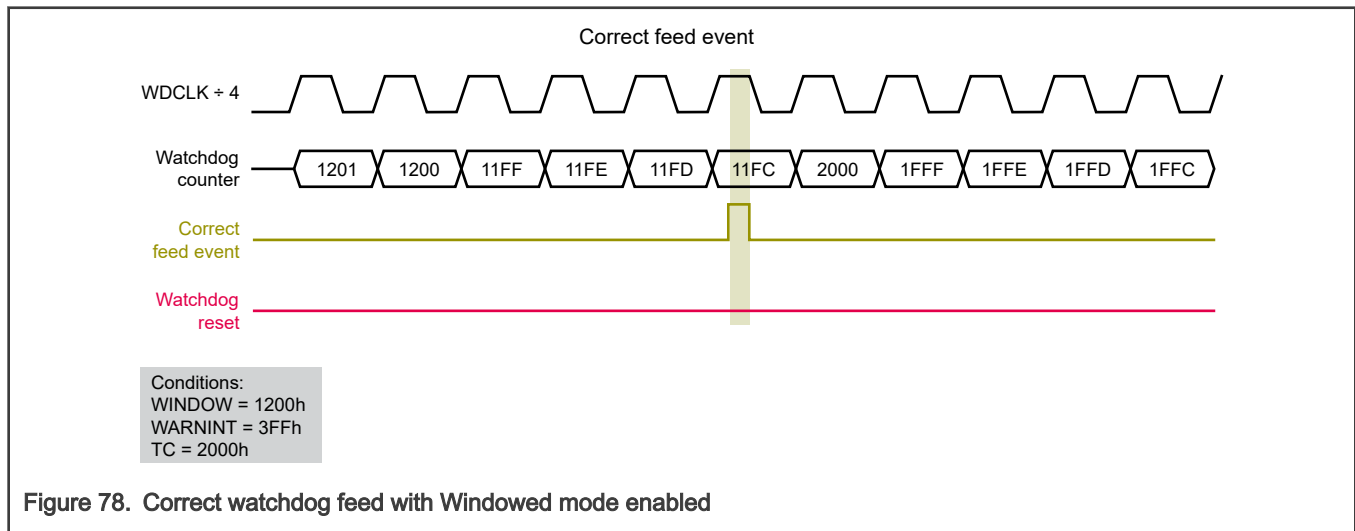 Correct feed event
WDCLK ÷ 4
Watchdog
counter
1201 1200 11FF 11FE 11FD 11FC 2000 1FFF 1FFE 1FFD 1FFC
Correct
feed event
Watchdog
reset
Conditions:
WINDOW = 1200h
WARNINT = 3FFh
TC = 2000h
Figure 78. Correct watchdog feed with Windowed mode enabled